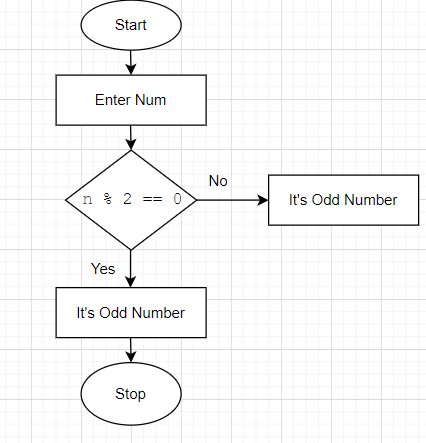 Start
Enter Num
n % 2 == 0
No
It's Odd Number
Yes
It's Odd Number
Stop